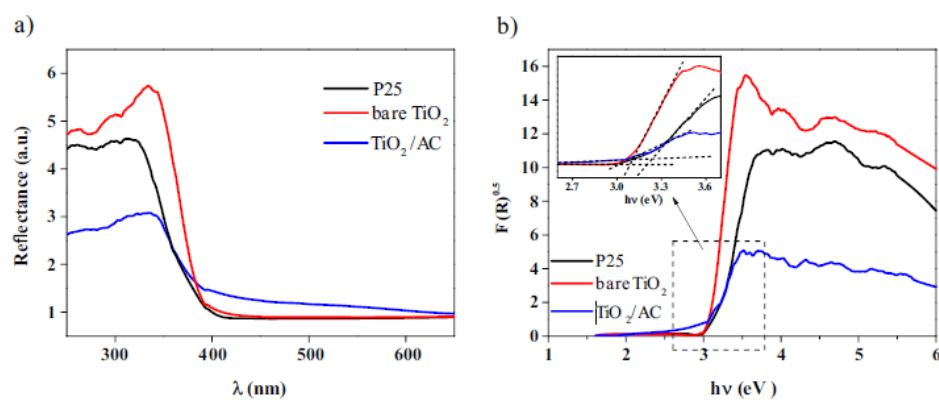 a)
Reflectance (a.u.)
6
5
4
3
2
1
300
400
500
600
λ (nm)
P25
bare TiO₂
TiO₂/AC
b)
F (R)⁰·⁵
16
14
12
10
8
6
4
2
0
1
2
3
4
5
6
hν (eV)
2.7
3.0
3.3
3.6
hν (eV)
P25
bare TiO₂
TiO₂/AC